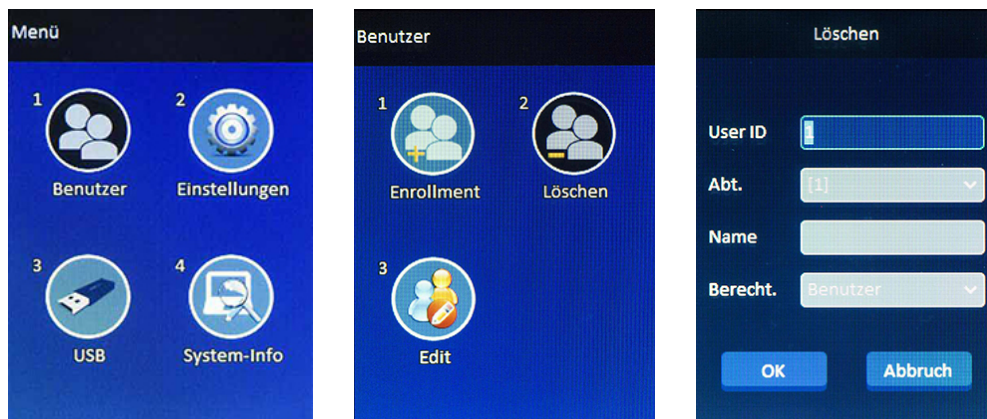 Menü
1
2
Benutzer
Einstellungen
3
4
USB
System-Info
Benutzer
1
2
Enrollment
Löschen
3
Edit
Löschen
User ID
1
Abt.
[1]
Name
Berecht.
Benutzer
OK
Abbruch